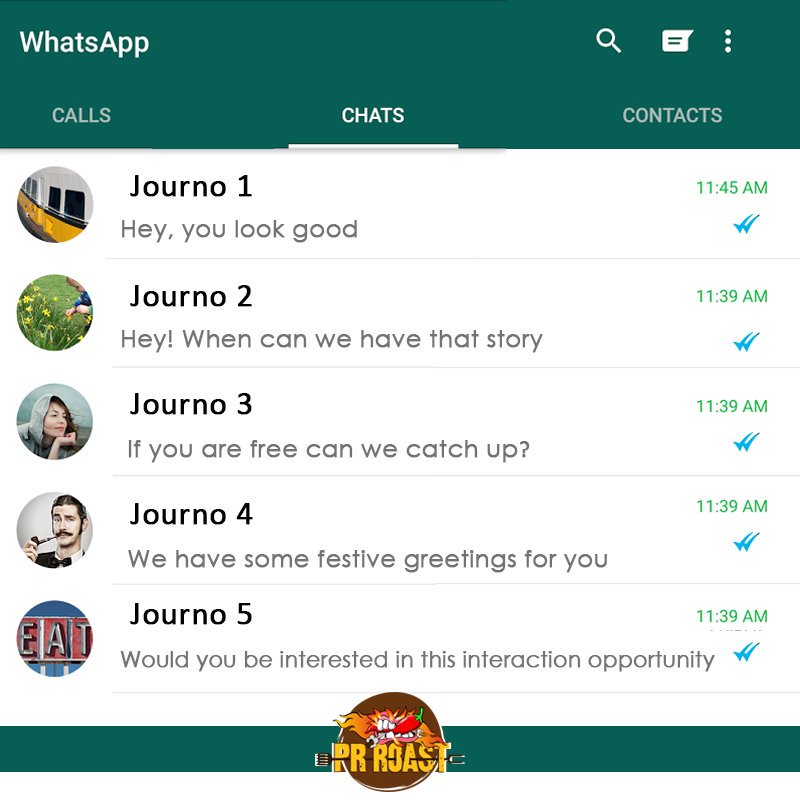 WhatsApp
CALLS CHATS CONTACTS
Journo 1 11:45 AM
Hey, you look good
Journo 2 11:39 AM
Hey! When can we have that story
Journo 3 11:39 AM
If you are free can we catch up?
Journo 4 11:39 AM
We have some festive greetings for you
EAT
Journo 5 11:39 AM
Would you be interested in this interaction opportunity
PR ROAST